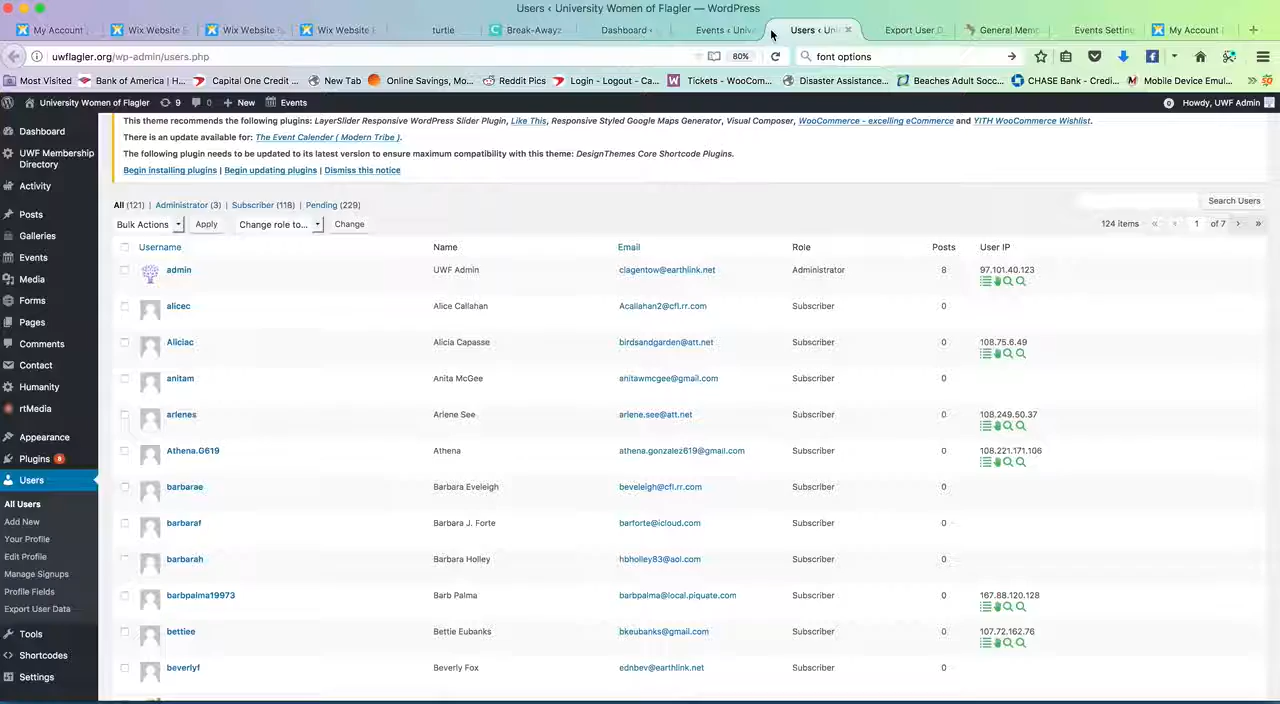 Users ‹ University Women of Flagler — WordPress
My Account Wix Website E Wix Website E Wix Website E turtle Break-Awayz Dashboard ‹ Events ‹ Unive Users ‹ Uni Export User D General Mem Events Setting My Account
uwflagler.org/wp-admin/users.php 80% font options
Most Visited Bank of America | H... Capital One Credit ... New Tab Online Savings, Mo... Reddit Pics Login - Logout - Ca... Tickets - WooCom... Disaster Assistance... Beaches Adult Socc... CHASE Bank - Credi... Mobile Device Emul...
University Women of Flagler 9 0 + New Events 0 Howdy, UWF Admin
This theme recommends the following plugins: LayerSlider Responsive WordPress Slider Plugin, Like This, Responsive Styled Google Maps Generator, Visual Composer, WooCommerce - excelling eCommerce and YITH WooCommerce Wishlist.
There is an update available for: The Event Calender ( Modern Tribe ).
The following plugin needs to be updated to its latest version to ensure maximum compatibility with this theme: DesignThemes Core Shortcode Plugins.
Begin installing plugins | Begin updating plugins | Dismiss this notice
Dashboard
UWF Membership
Directory
Activity
Posts
Galleries
Events
Media
Forms
Pages
Comments
Contact
Humanity
rtMedia
Appearance
Plugins 8
Users
All Users
Add New
Your Profile
Edit Profile
Manage Signups
Profile Fields
Export User Data
Tools
Shortcodes
Settings
All (121) | Administrator (3) | Subscriber (118) | Pending (229)
Search Users
Bulk Actions Apply Change role to... Change 124 items « ‹ 1 of 7 › »
Username Name Email Role Posts User IP
admin UWF Admin clagentow@earthlink.net Administrator 8 97.101.40.123
alicec Alice Callahan Acallahan2@cfl.rr.com Subscriber 0
Aliciac Alicia Capasse birdsandgarden@att.net Subscriber 0 108.75.6.49
anitam Anita McGee anitawmcgee@gmail.com Subscriber 0
arlenes Arlene See arlene.see@att.net Subscriber 0 108.249.50.37
Athena.G619 Athena athena.gonzalez619@gmail.com Subscriber 0 108.221.171.106
barbarae Barbara Eveleigh beveleigh@cfl.rr.com Subscriber 0
barbaraf Barbara J. Forte barforte@icloud.com Subscriber 0
barbarah Barbara Holley hbholley83@aol.com Subscriber 0
barbpalma19973 Barb Palma barbpalma@local.piquate.com Subscriber 0 167.88.120.128
bettiee Bettie Eubanks bkeubanks@gmail.com Subscriber 0 107.72.162.76
beverlyf Beverly Fox ednbev@earthlink.net Subscriber 0